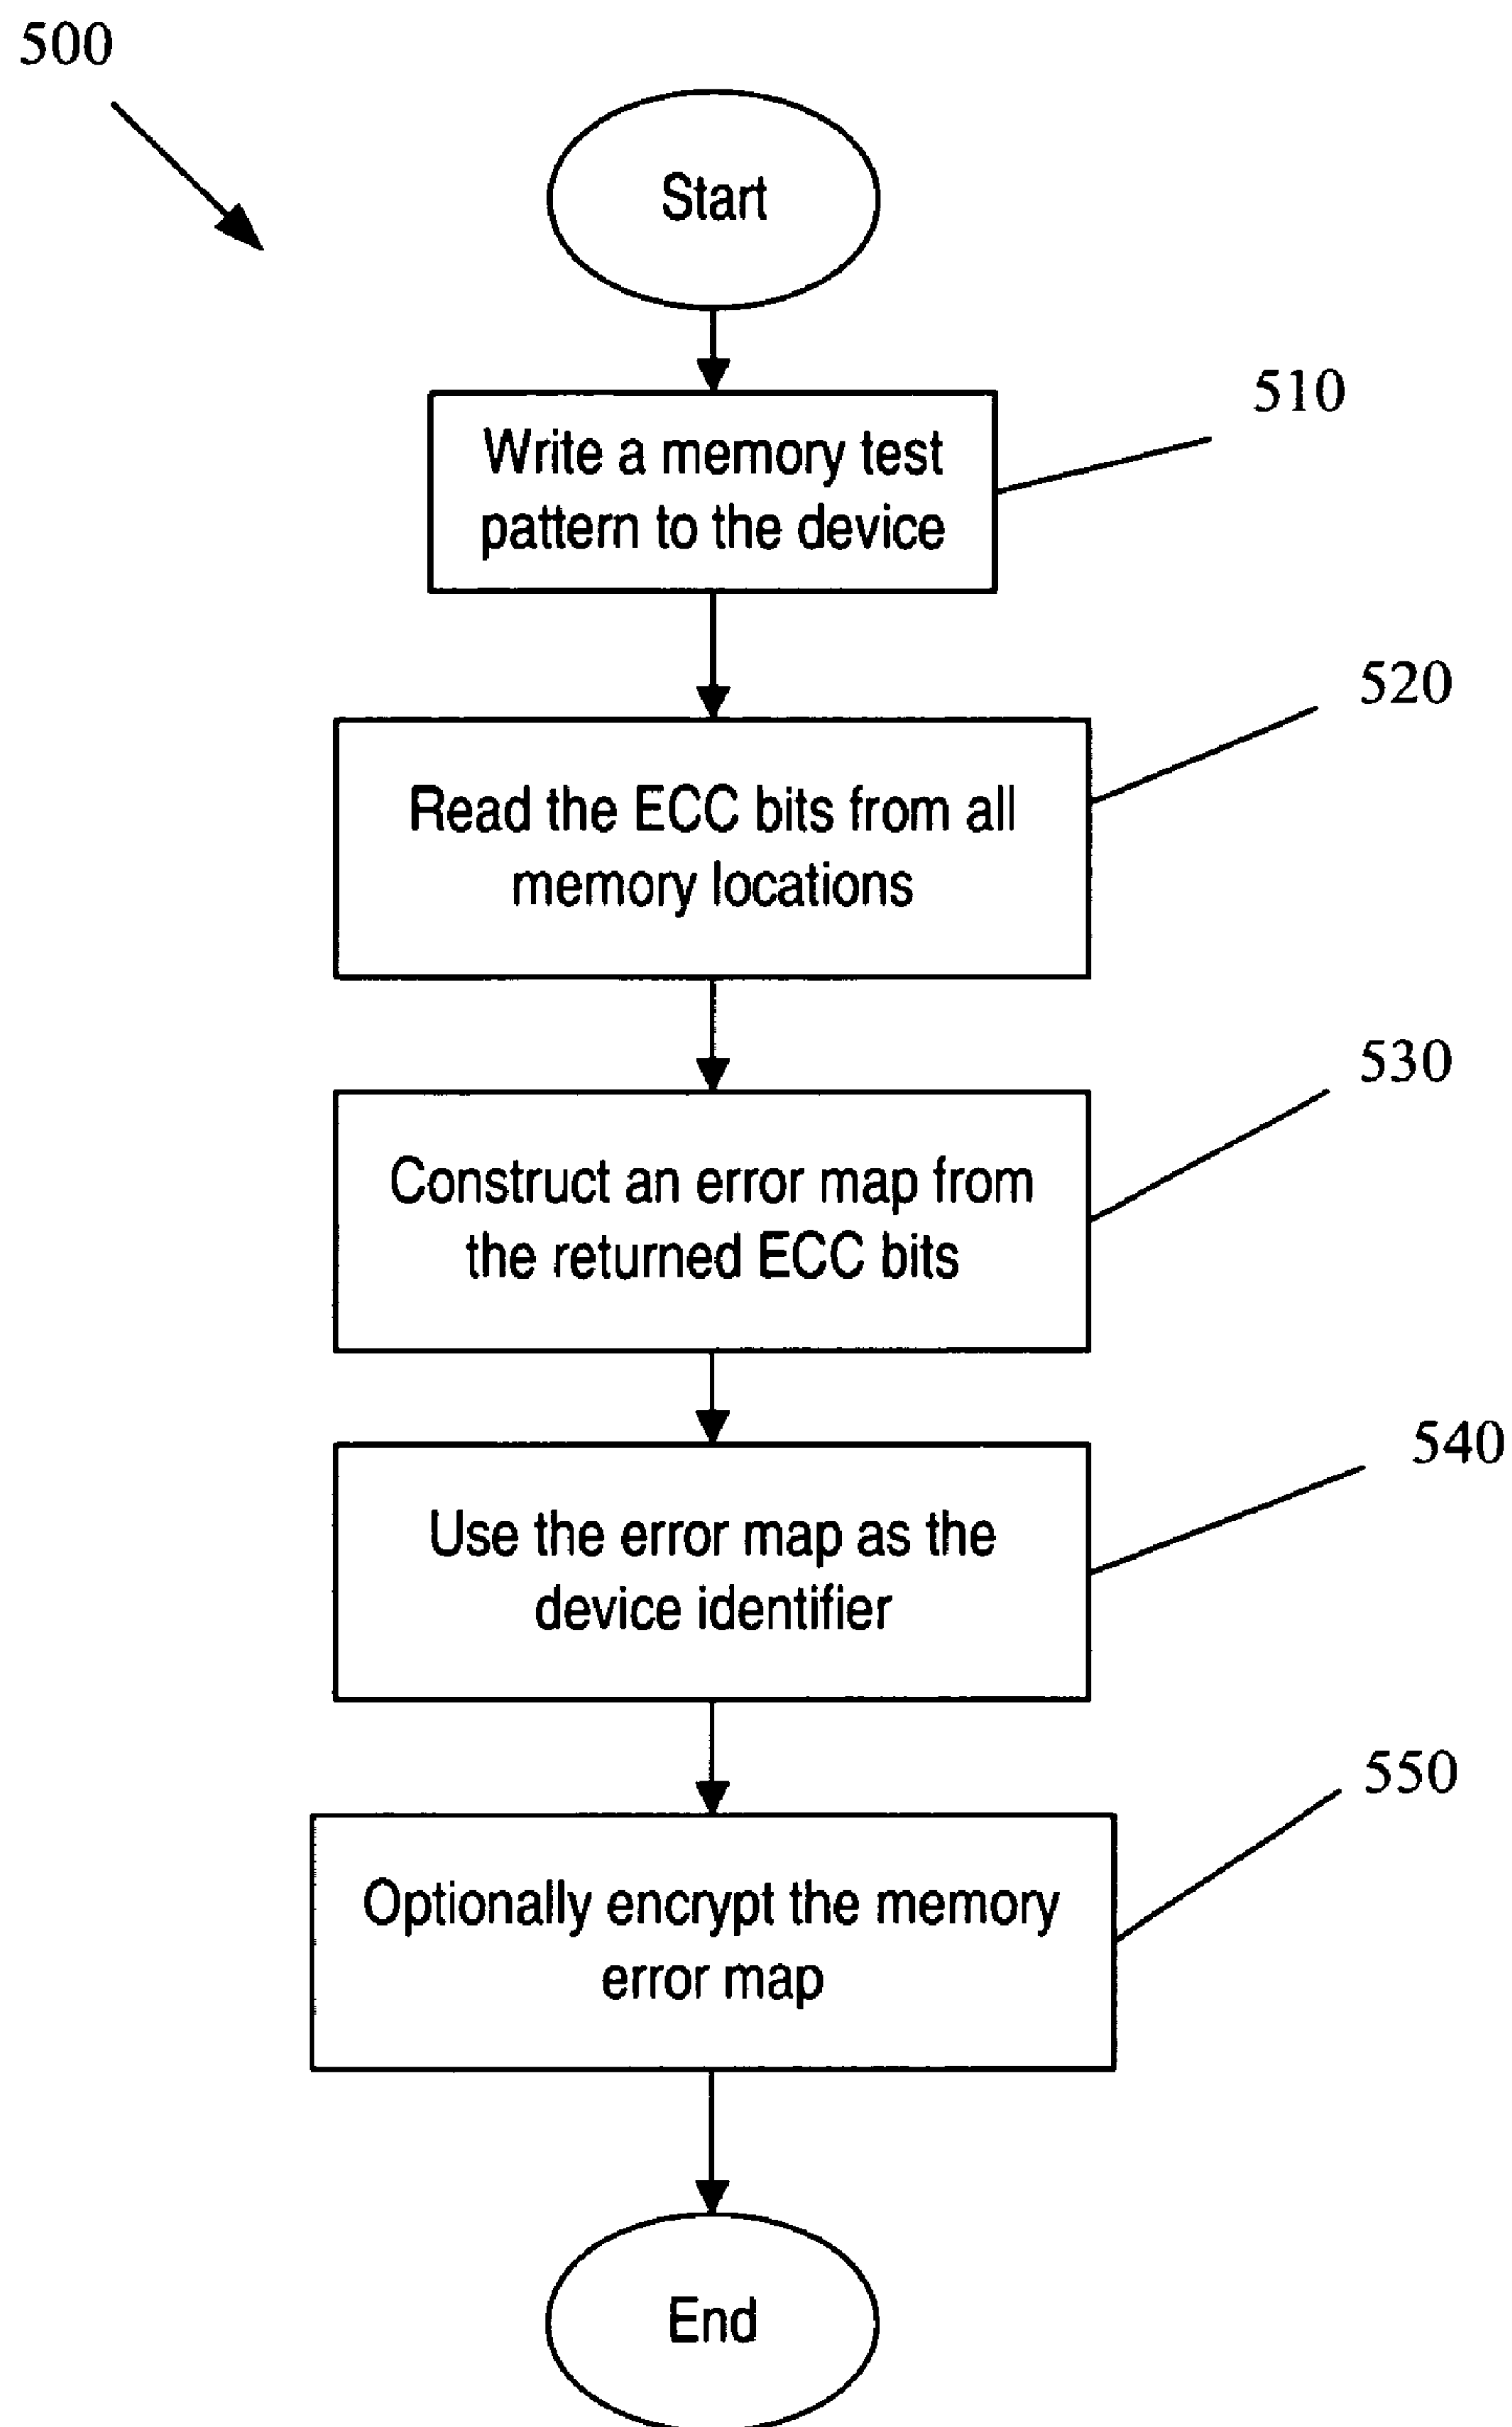 500
Start
510
Write a memory test
pattern to the device
520
Read the ECC bits from all
memory locations
530
Construct an error map from
the returned ECC bits
540
Use the error map as the
device identifier
550
Optionally encrypt the memory
error map
End